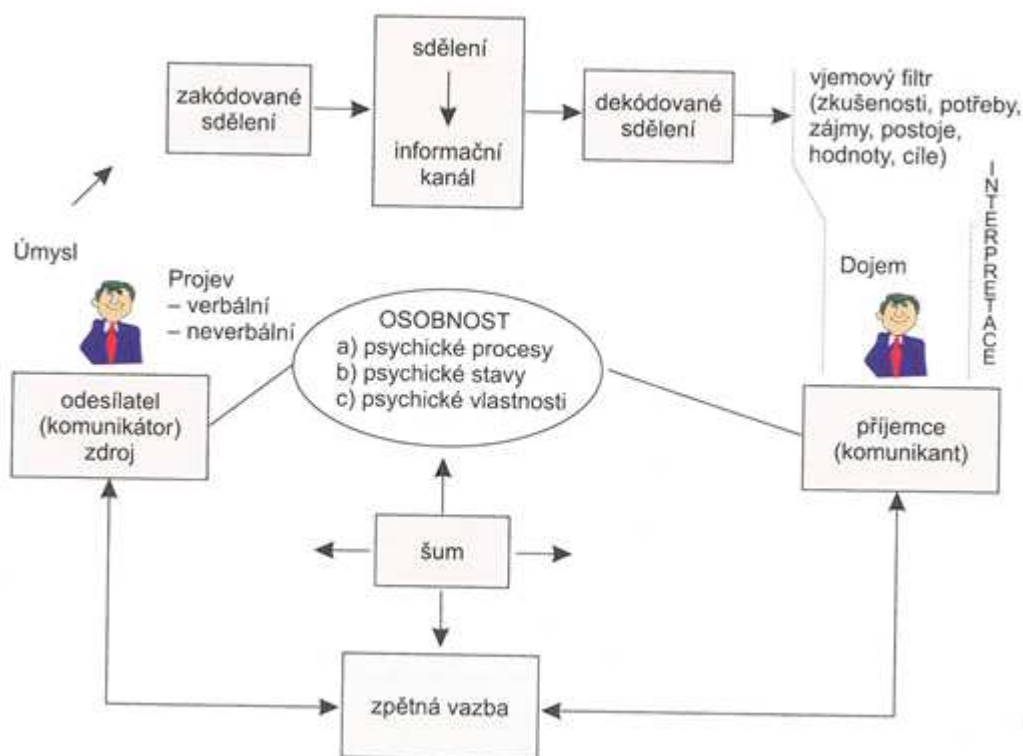 sdělení
informační
kanál
zakódované
sdělení
dekódované
sdělení
vjemový filtr
(zkušenosti, potřeby,
zájmy, postoje,
hodnoty, cíle)
INTERPRETACE
Úmysl
Projev
– verbální
– neverbální
OSOBNOST
a) psychické procesy
b) psychické stavy
c) psychické vlastnosti
Dojem
odesílatel
(komunikátor)
zdroj
příjemce
(komunikant)
šum
zpětná vazba